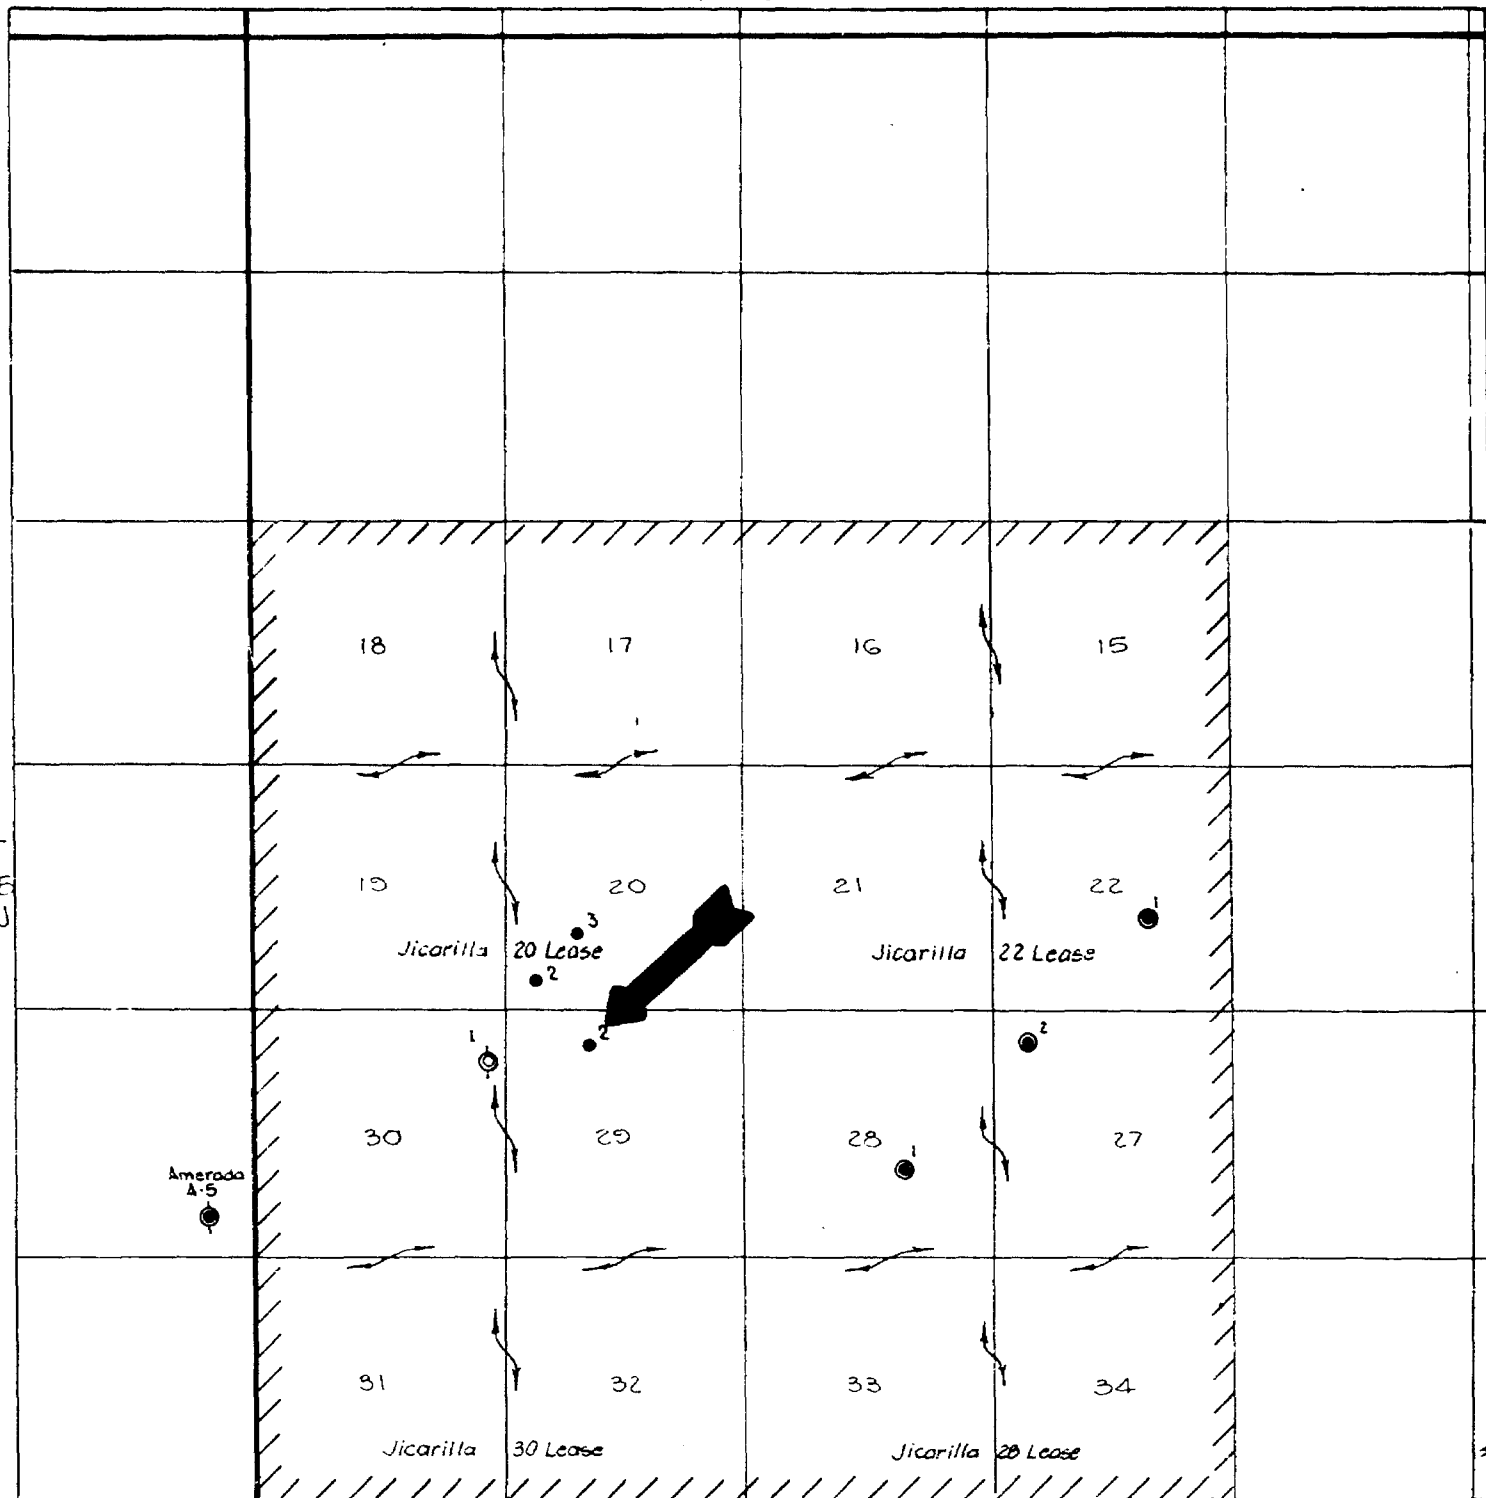 18 17 16 15
19 20 21 22
1
3
Jicarilla 20 Lease Jicarilla 22 Lease
2
1 2 2
30 29 28 27
1
Amerada
A-5
31 32 33 34
Jicarilla 30 Lease Jicarilla 28 Lease